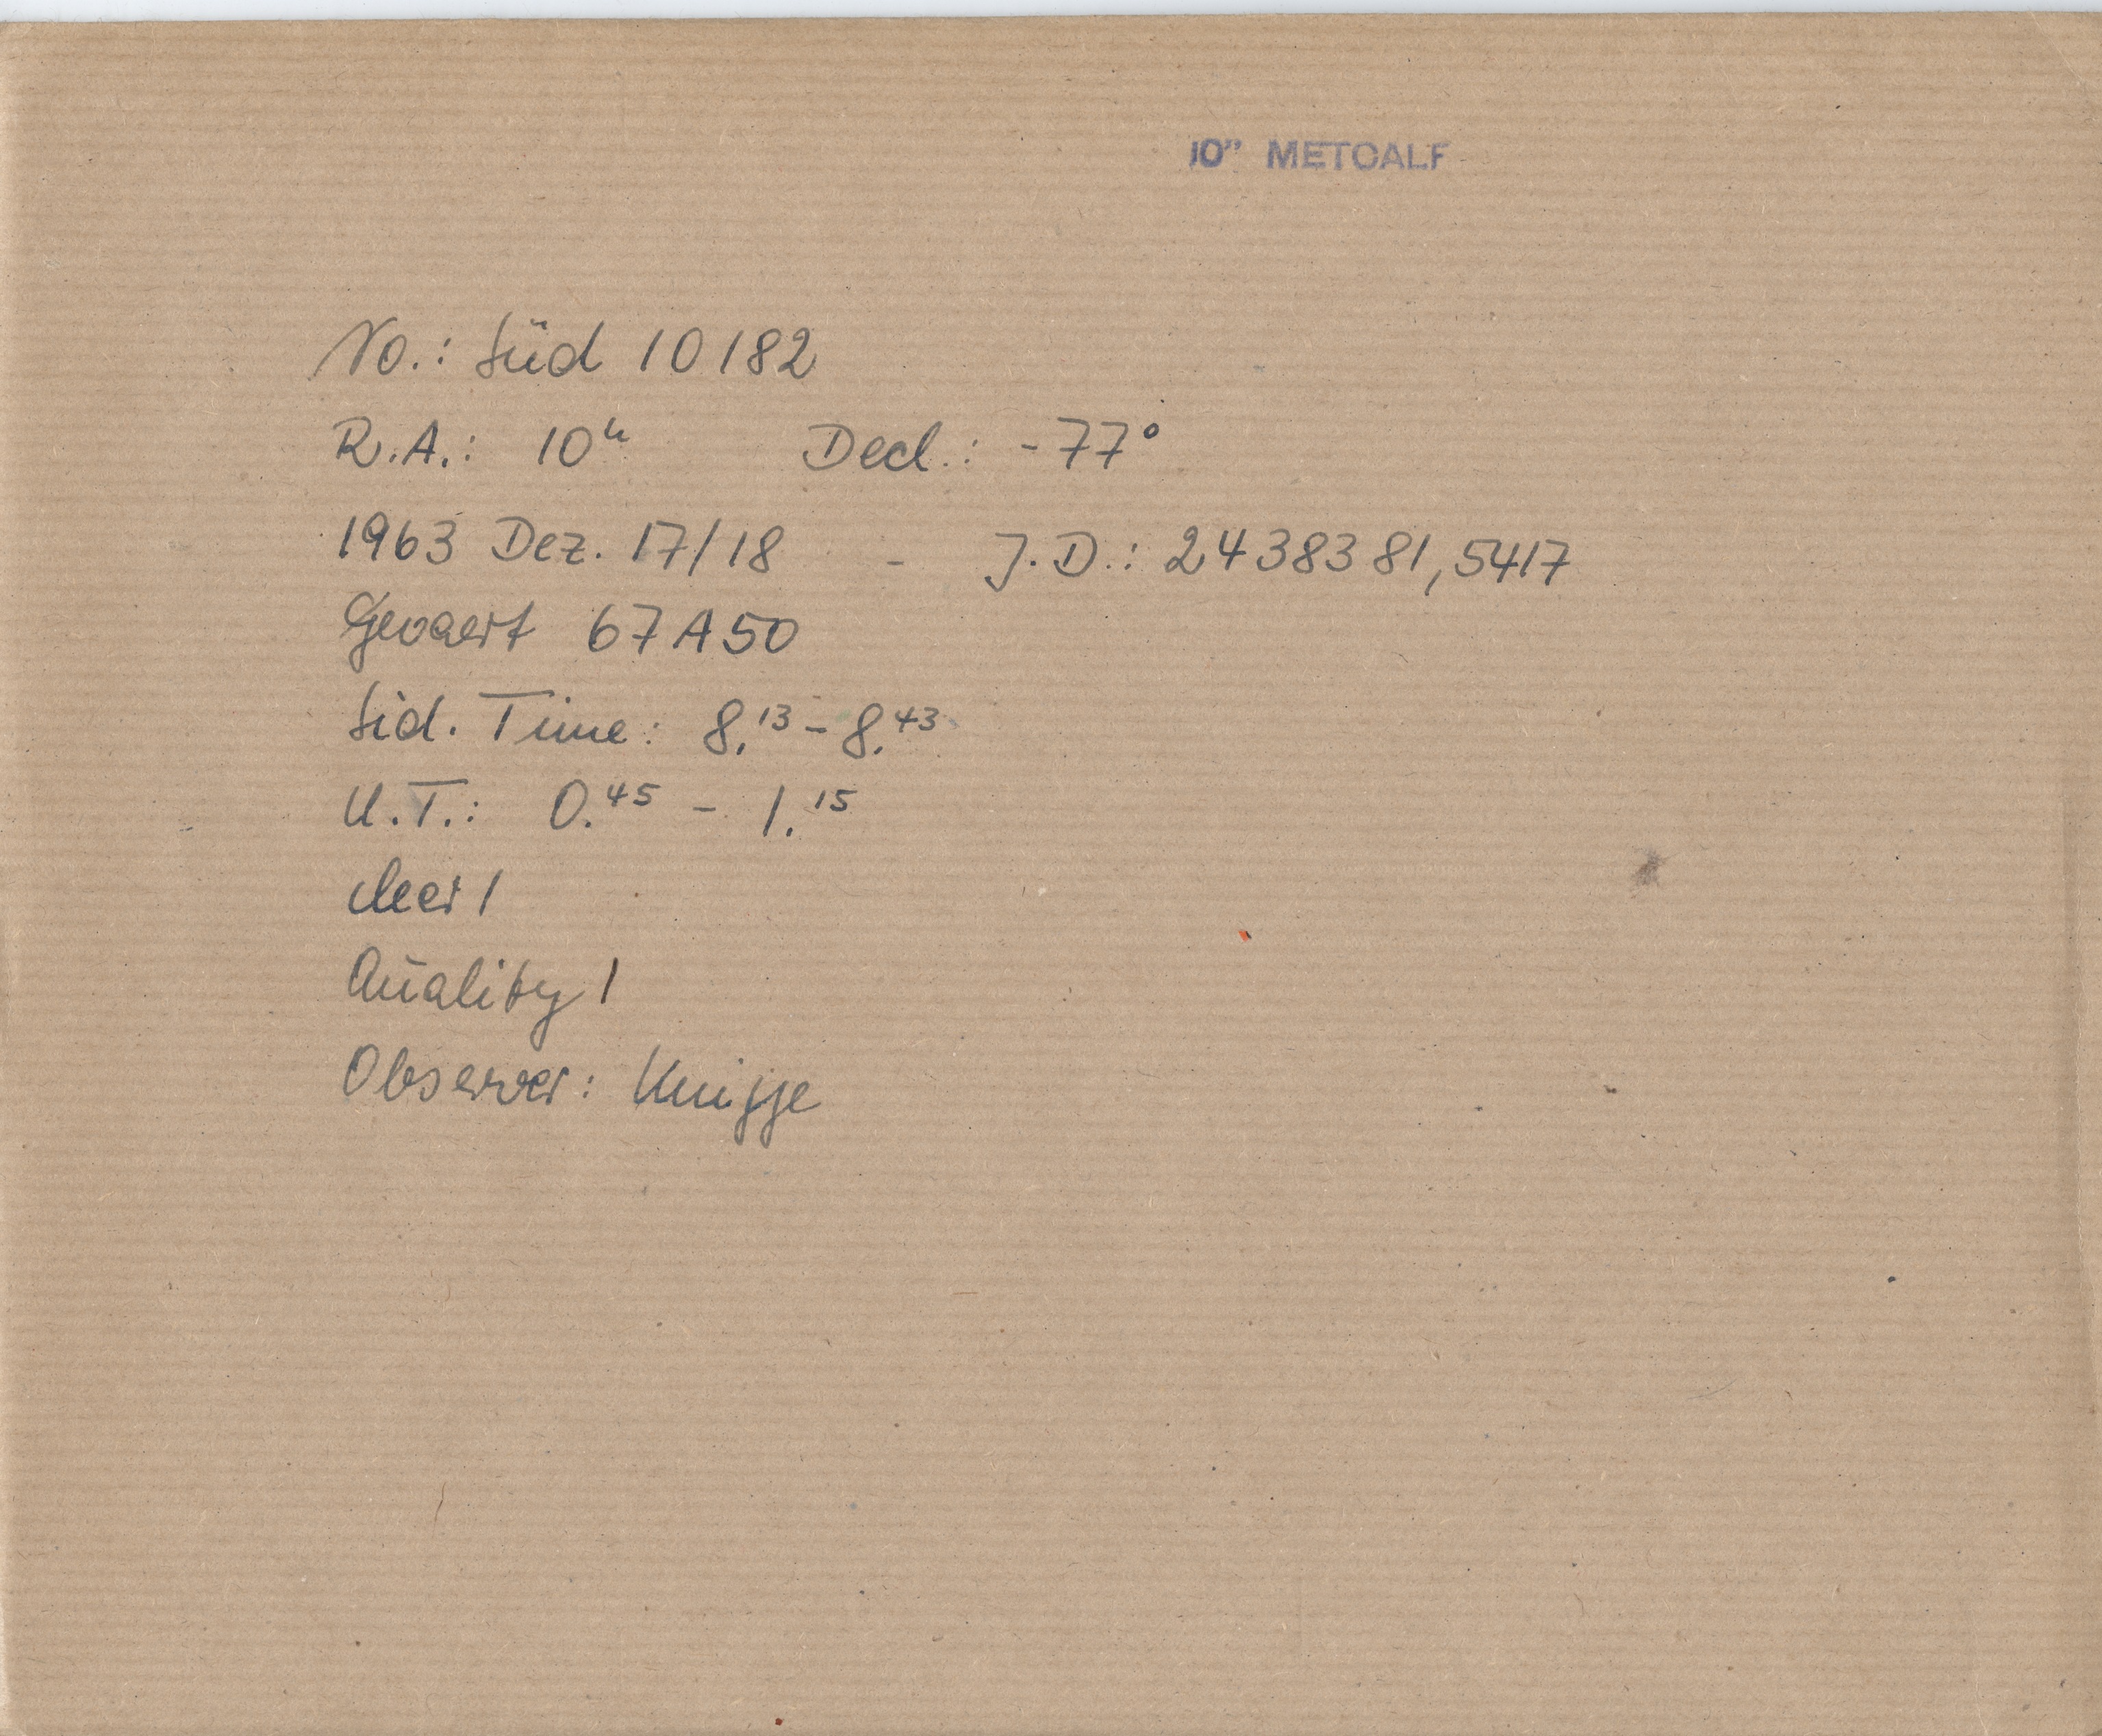 10" METCALF
No.: Süd 10182
R.A.: 10ʰ Decl.: -77°
1963 Dez. 17/18 - J.D.: 2438381,5417
Gevaert 67A50
Sid. Time: 8.¹³ - 8.⁴³
U.T.: 0.⁴⁵ - 1.¹⁵
cleer 1
Quality 1
Observer: Knigge